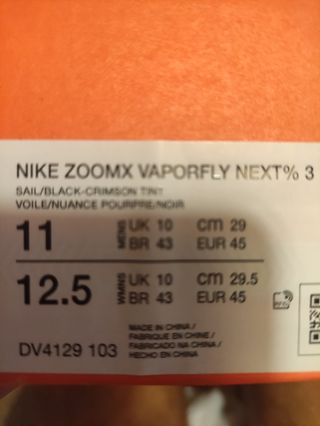 NIKE ZOOMX VAPORFLY NEXT% 3
SAIL/BLACK-CRIMSON TINT
VOILE/NUANCE POURPRE/NOIR
11 MENS UK 10 cm 29
BR 43 EUR 45
12.5 WMNS UK 10 cm 29.5
BR 43 EUR 45
MADE IN CHINA /
FABRIQUE EN CHINE /
FABRICADO NA CHINA /
HECHO EN CHINA
DV4129 103